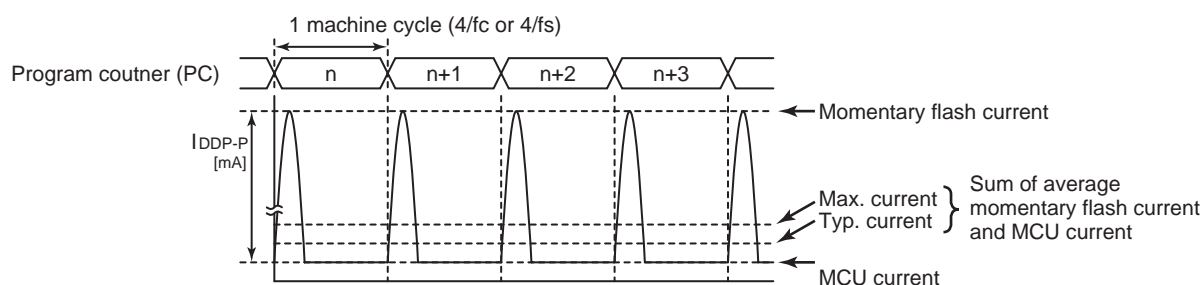 1 machine cycle (4/fc or 4/fs)
Program coutner (PC)
n
n+1
n+2
n+3
Momentary flash current
IDDP-P
[mA]
Max. current
Typ. current
Sum of average
momentary flash current
and MCU current
MCU current